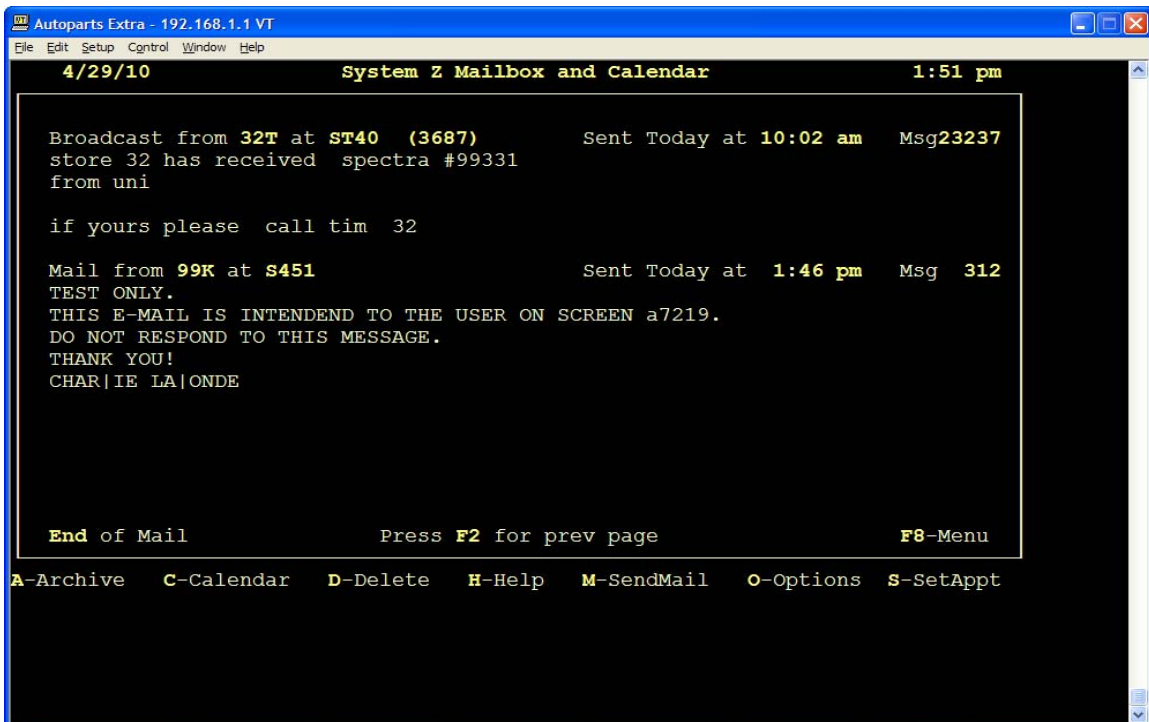 Autoparts Extra - 192.168.1.1 VT
File Edit Setup Control Window Help
4/29/10 System Z Mailbox and Calendar 1:51 pm
Broadcast from 32T at ST40 (3687) Sent Today at 10:02 am Msg23237
store 32 has received spectra #99331
from uni
if yours please call tim 32
Mail from 99K at S451 Sent Today at 1:46 pm Msg 312
TEST ONLY.
THIS E-MAIL IS INTENDEND TO THE USER ON SCREEN a7219.
DO NOT RESPOND TO THIS MESSAGE.
THANK YOU!
CHAR|IE LA|ONDE
End of Mail Press F2 for prev page F8-Menu
A-Archive C-Calendar D-Delete H-Help M-SendMail O-Options S-SetAppt